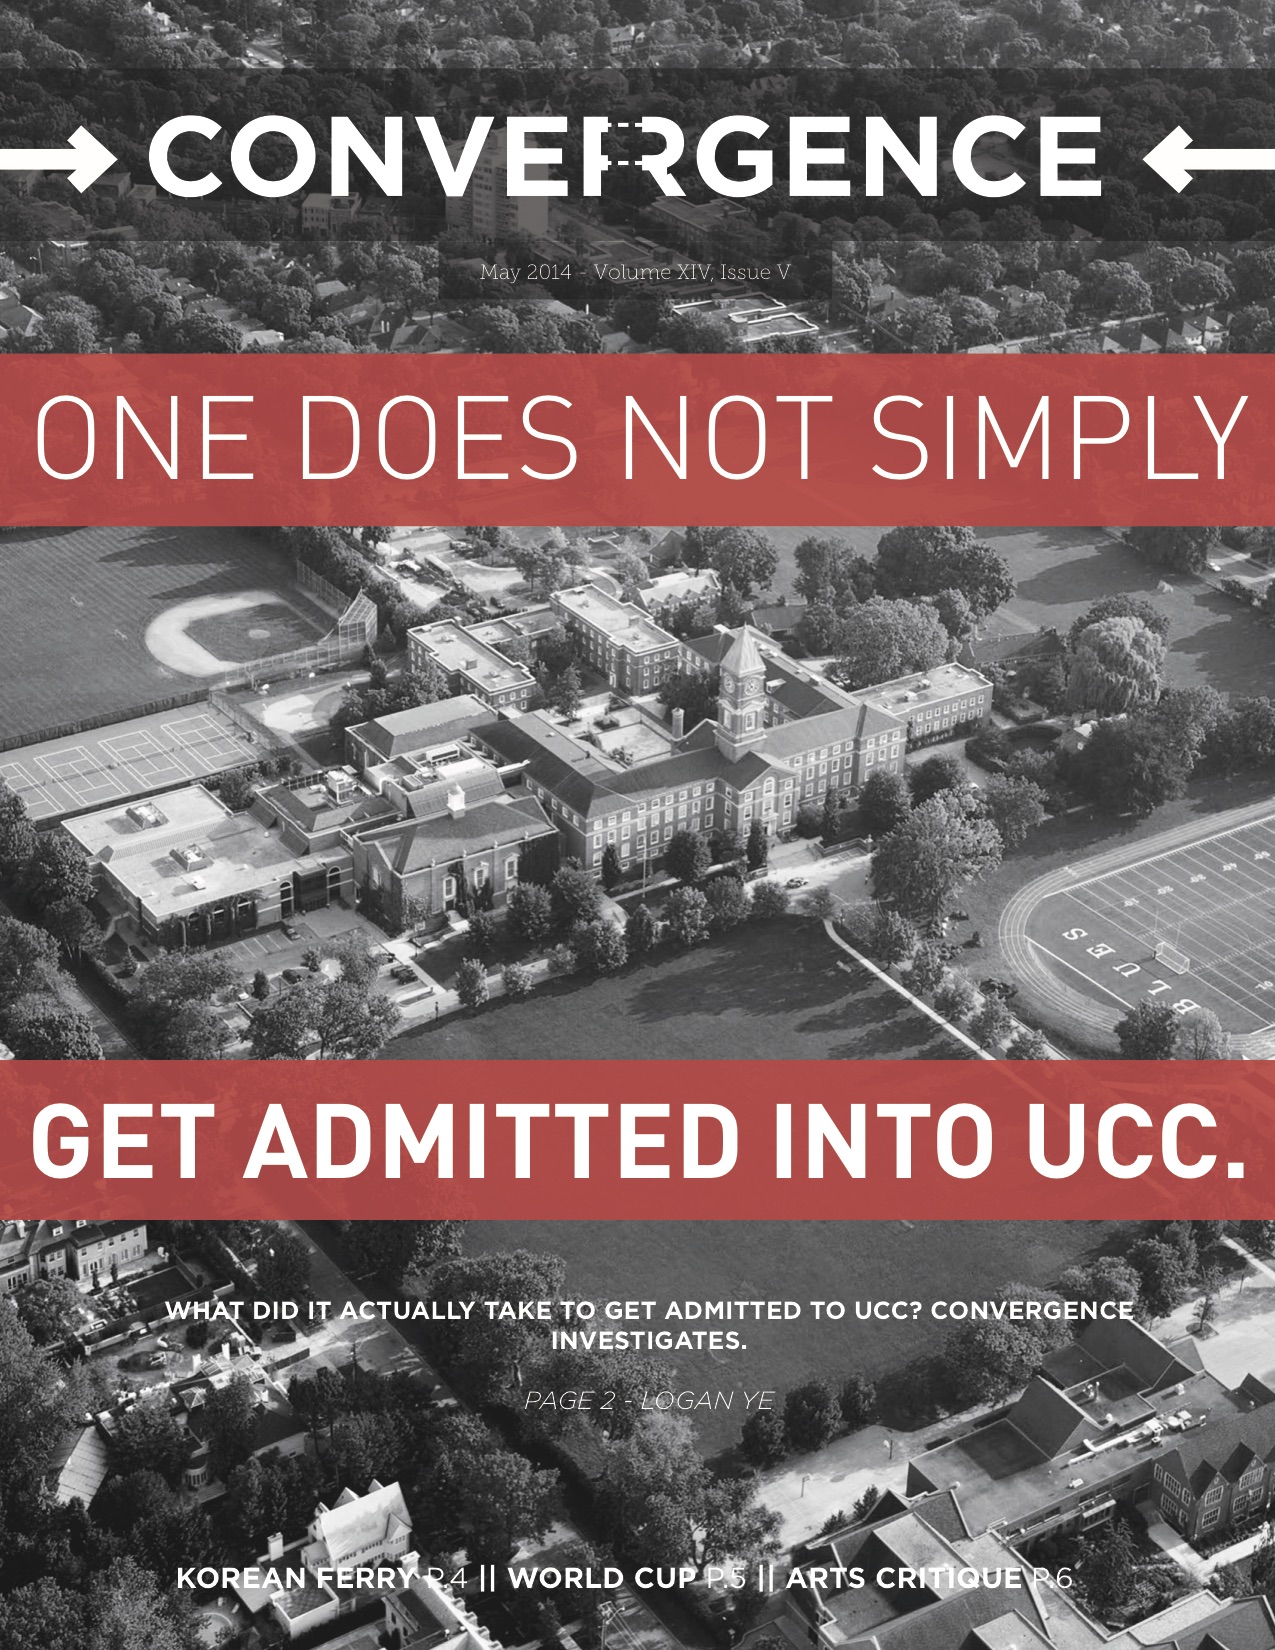 CONVERGENCE
May 2014 - Volume XIV, Issue V
ONE DOES NOT SIMPLY
BLUES
GET ADMITTED INTO UCC.
WHAT DID IT ACTUALLY TAKE TO GET ADMITTED TO UCC? CONVERGENCE
INVESTIGATES.
PAGE 2 - LOGAN YE
KOREAN FERRY P.4 || WORLD CUP P.5 || ARTS CRITIQUE P.6